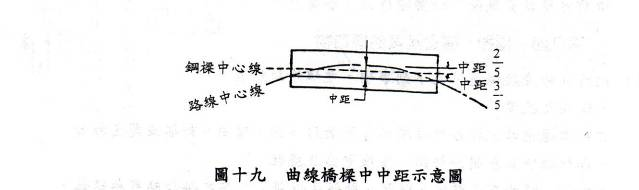 鋼樑中心線
路線中心線
中距
中距 2/5
中距 3/5
圖十九 曲線橋樑中中距示意圖